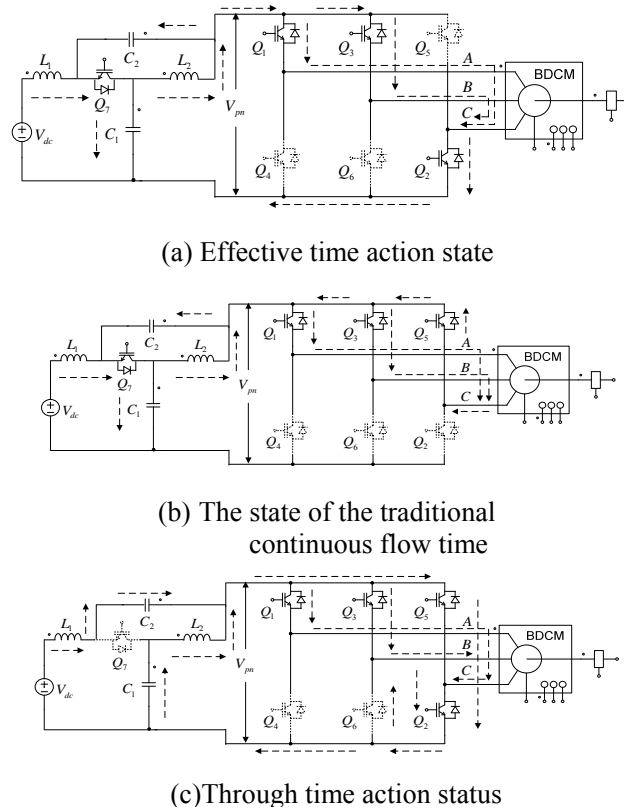 L1 C2 L2 Q7 C1 Vdc Vpn Q1 Q3 Q5 Q4 Q6 Q2 A B C BDCM
(a) Effective time action state
L1 C2 L2 Q7 C1 Vdc Vpn Q1 Q3 Q5 Q4 Q6 Q2 A B C BDCM
(b) The state of the traditional
continuous flow time
L1 C2 L2 Q7 C1 Vdc Vpn Q1 Q3 Q5 Q4 Q6 Q2 A B C BDCM
(c)Through time action status